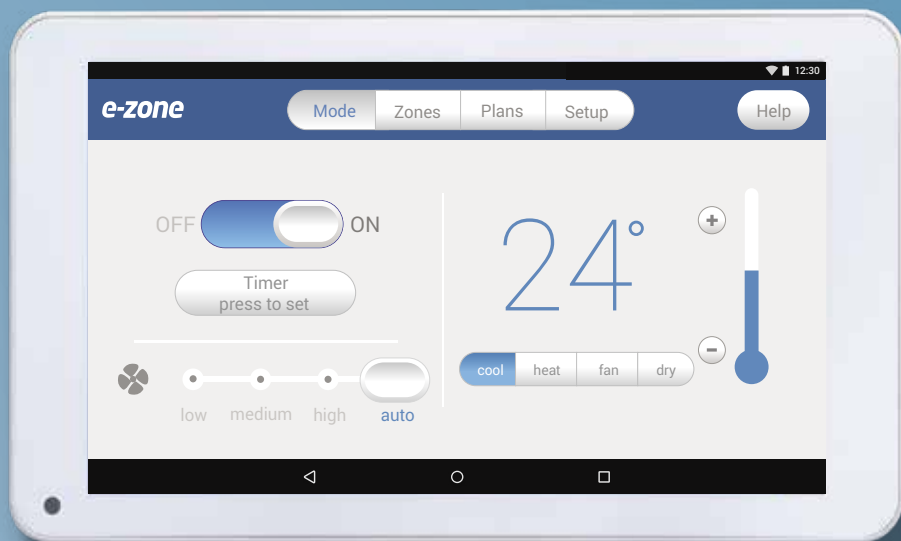 12:30
e-zone
Mode Zones Plans Setup Help
OFF ON
Timer
press to set
low medium high auto
24°
+
−
cool heat fan dry